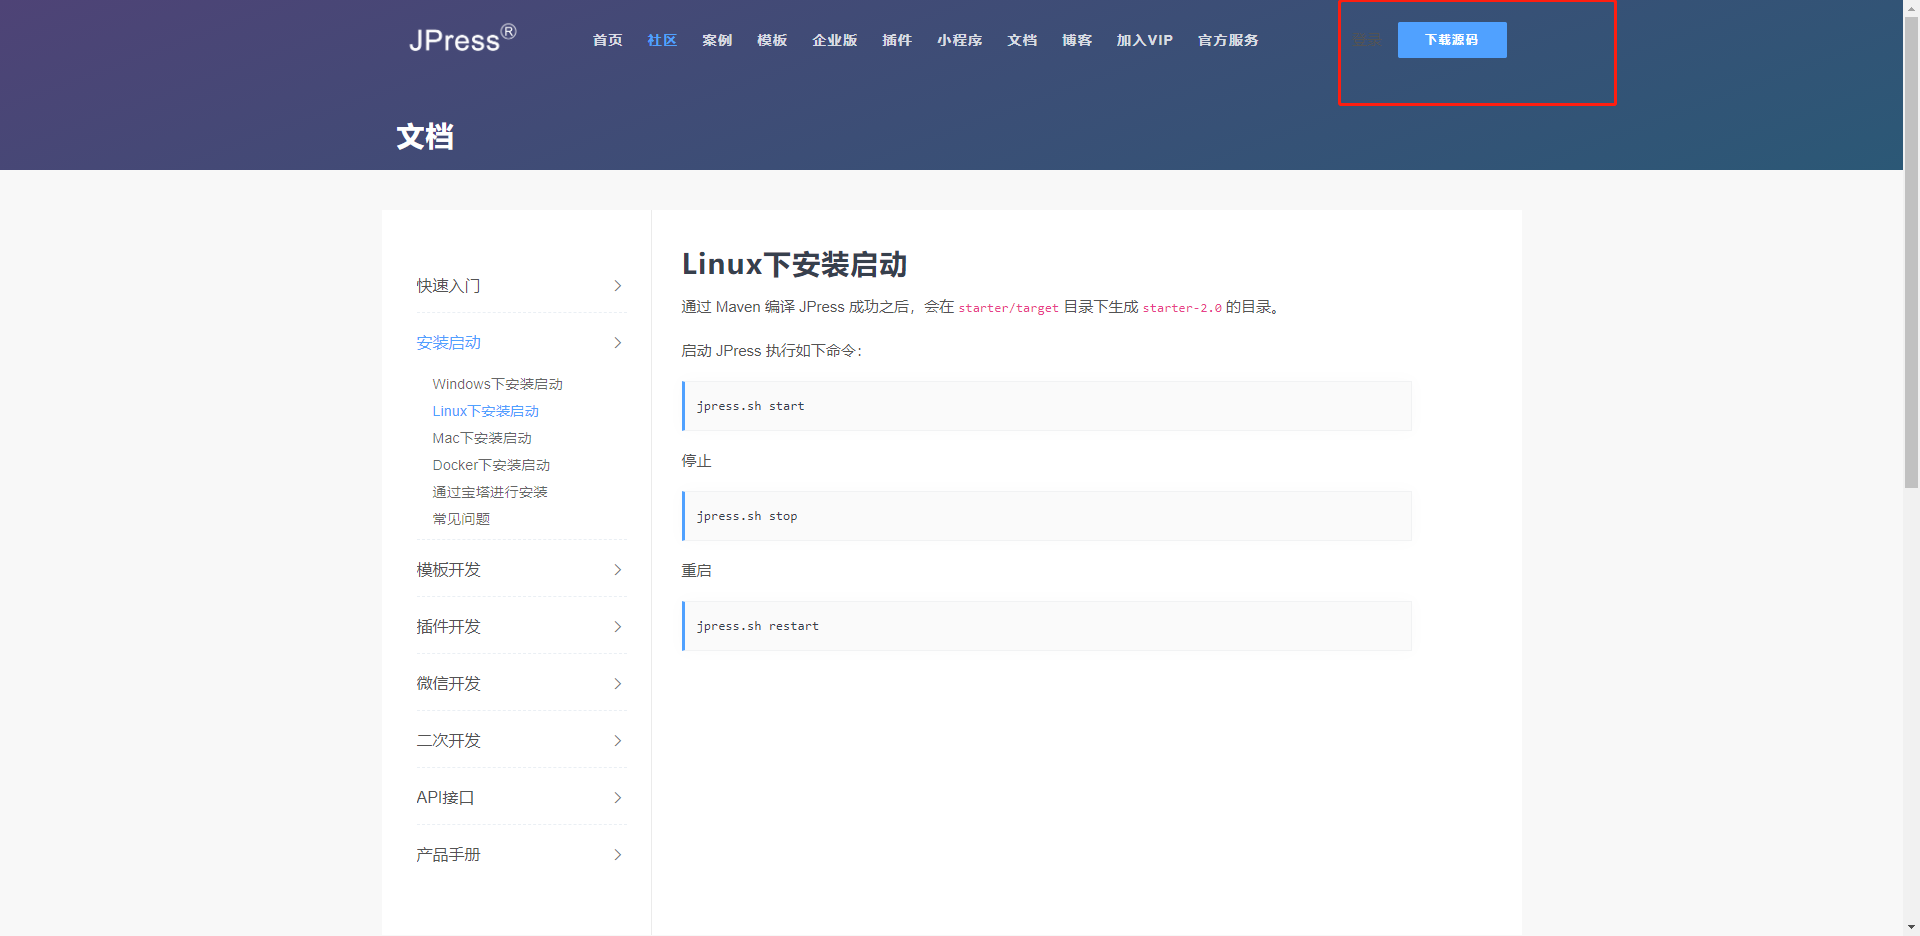 JPress®
首页 社区 案例 模板 企业版 插件 小程序 文档 博客 加入VIP 官方服务 登录 下载源码
文档
快速入门
安装启动
Windows下安装启动
Linux下安装启动
Mac下安装启动
Docker下安装启动
通过宝塔进行安装
常见问题
模板开发
插件开发
微信开发
二次开发
API接口
产品手册
Linux下安装启动
通过 Maven 编译 JPress 成功之后，会在 starter/target 目录下生成 starter-2.0 的目录。
启动 JPress 执行如下命令：
jpress.sh start
停止
jpress.sh stop
重启
jpress.sh restart